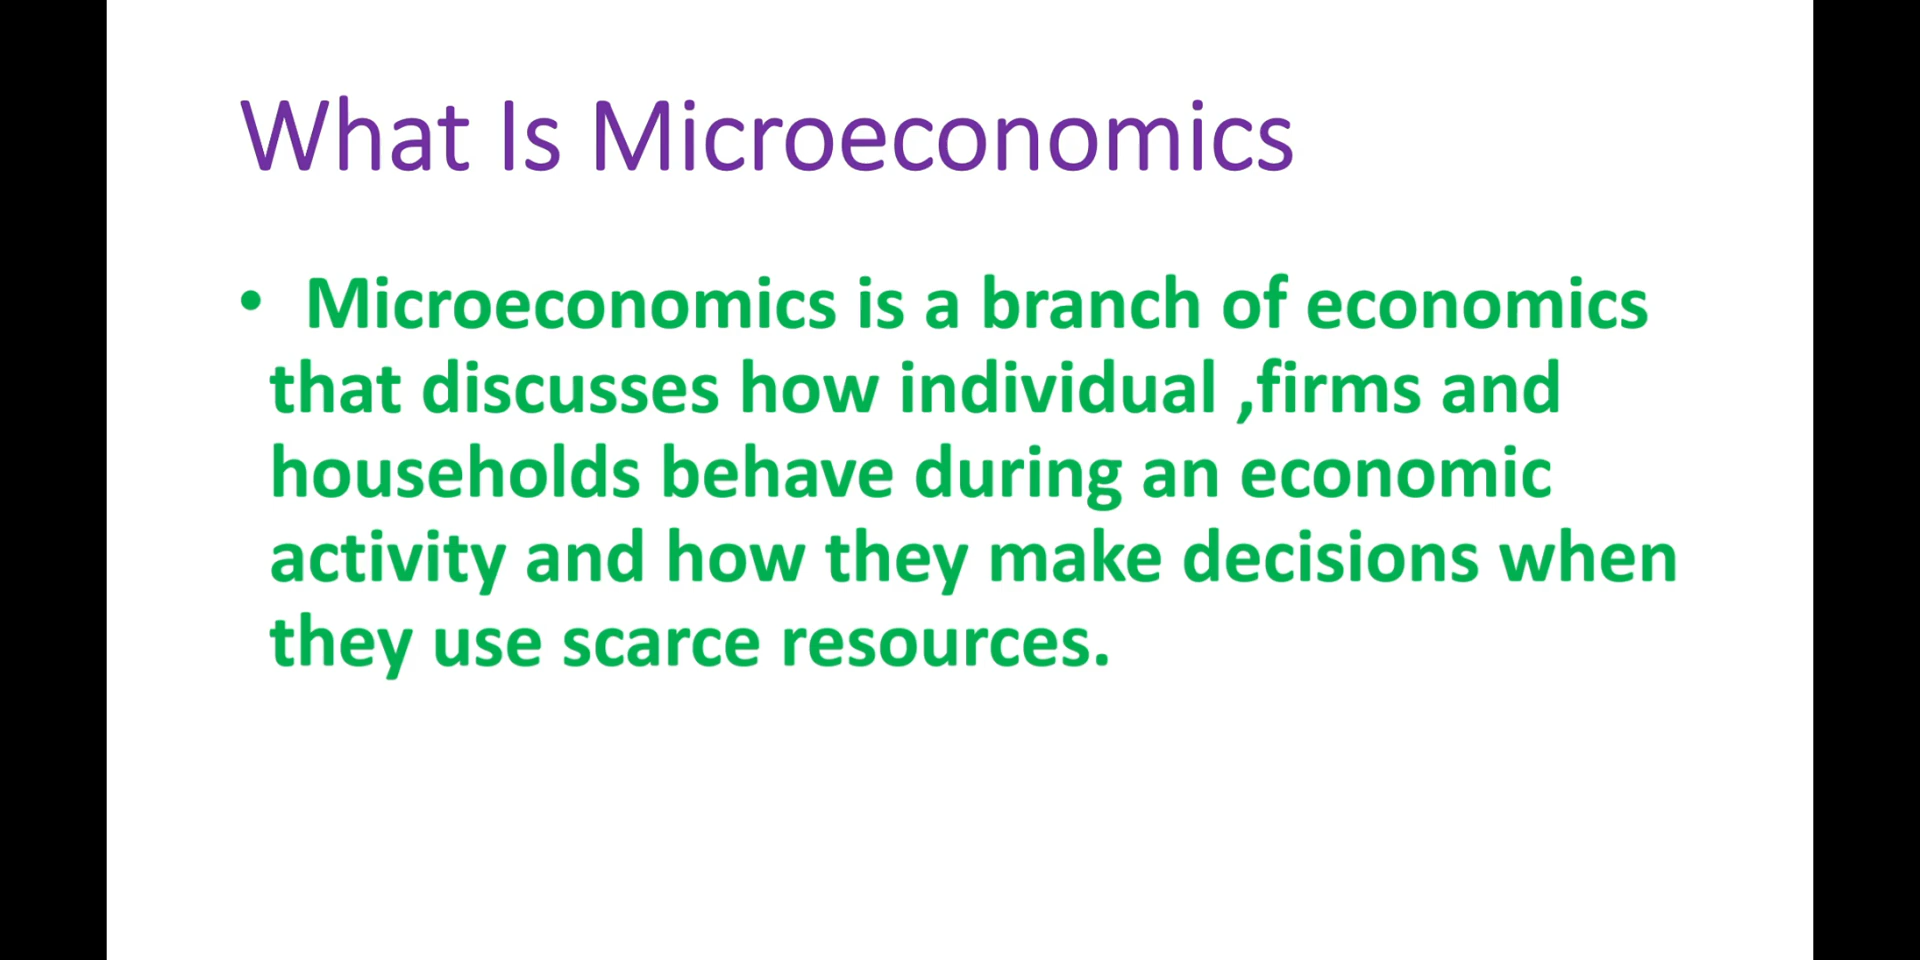 What Is Microeconomics
• Microeconomics is a branch of economics
that discusses how individual ,firms and
households behave during an economic
activity and how they make decisions when
they use scarce resources.